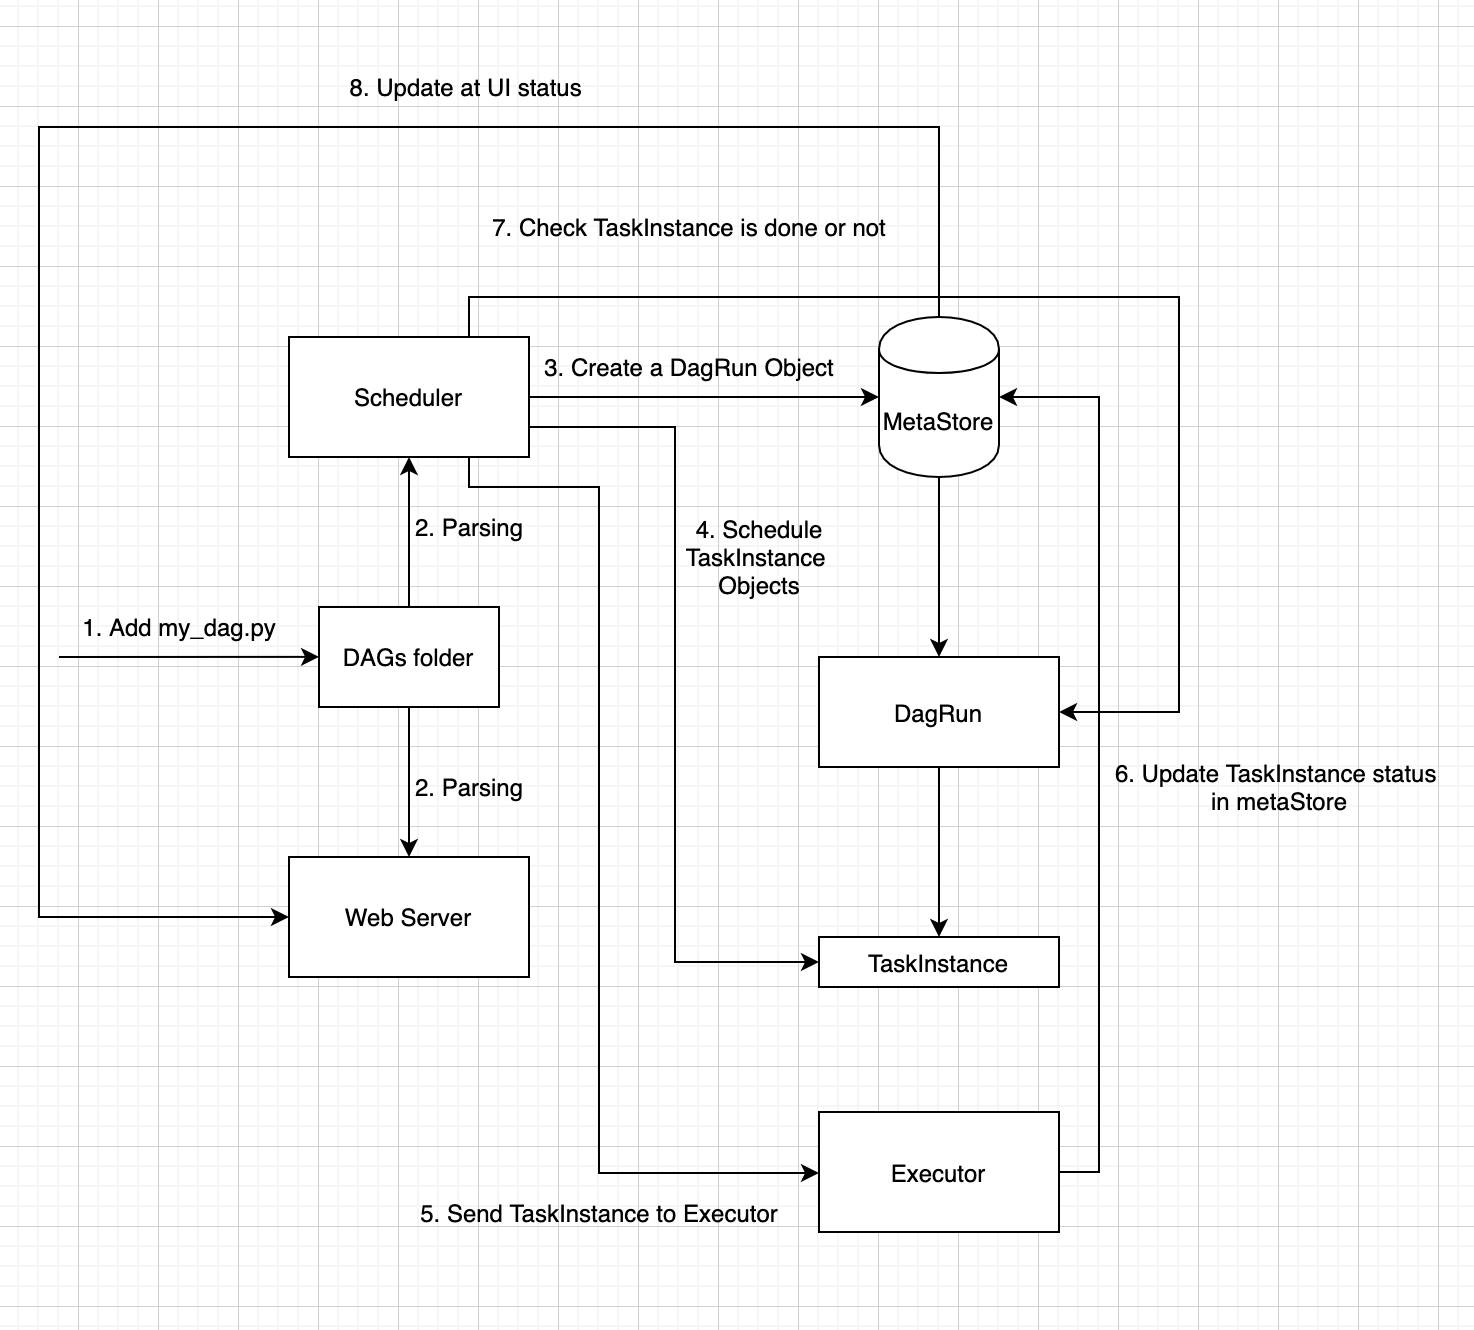 8. Update at UI status
7. Check TaskInstance is done or not
3. Create a DagRun Object
Scheduler
MetaStore
2. Parsing
4. Schedule
TaskInstance
Objects
1. Add my_dag.py
DAGs folder
DagRun
6. Update TaskInstance status
in metaStore
2. Parsing
Web Server
TaskInstance
Executor
5. Send TaskInstance to Executor